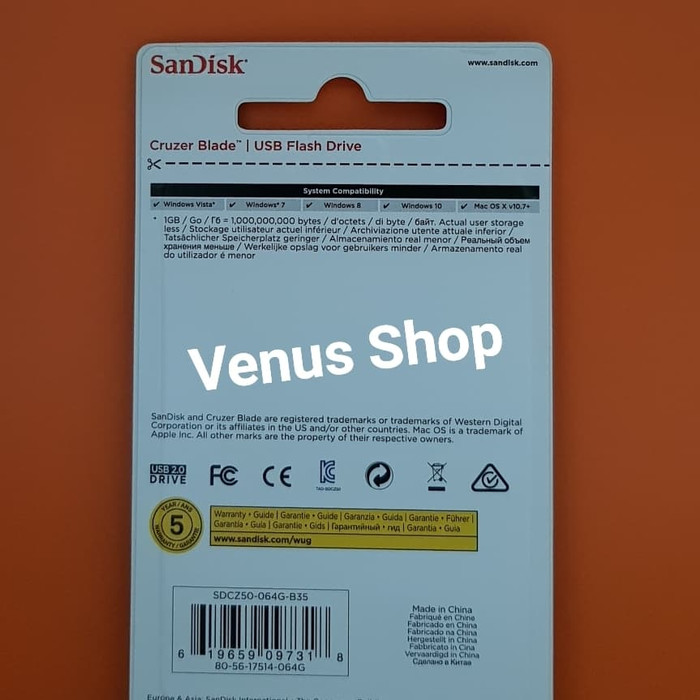 SanDisk
www.sandisk.com
Cruzer Blade™ | USB Flash Drive
System Compatibility
✔ Windows Vista® ✔ Windows® 7 ✔ Windows 8 ✔ Windows 10 ✔ Mac OS X v10.7+
* 1GB / Go / Гб = 1,000,000,000 bytes / d'octets / di byte / байт. Actual user storage
less / Stockage utilisateur actuel inférieur / Archiviazione utente attuale inferior /
Tatsächlicher Speicherplatz geringer / Almacenamiento real menor / Реальный объем
хранения меньше / Werkelijke opslag voor gebruikers minder / Armazenamento real
do utilizador é menor
Venus Shop
SanDisk and Cruzer Blade are registered trademarks or trademarks of Western Digital
Corporation or its affiliates in the US and/or other countries. Mac OS is a trademark of
Apple Inc. All other marks are the property of their respective owners.
USB 2.0
DRIVE
FC CE
YEAR / ANS
5
WARRANTY / GARANTIE
Warranty • Guide | Garantie • Guide | Garanzia • Guida | Garantie • Führer |
Garantía • Guía | Garantie • Gids | Гарантийный • гид | Garantia • Guia
www.sandisk.com/wug
SDCZ50-064G-B35
6 19659 09731 8
80-56-17514-064G
Made in China
Fabriqué en Chine
Fabricado en China
Fabricado na China
Hergestellt in China
Fabbricato in Cina
Vervaardigd in China
Сделано в Китае